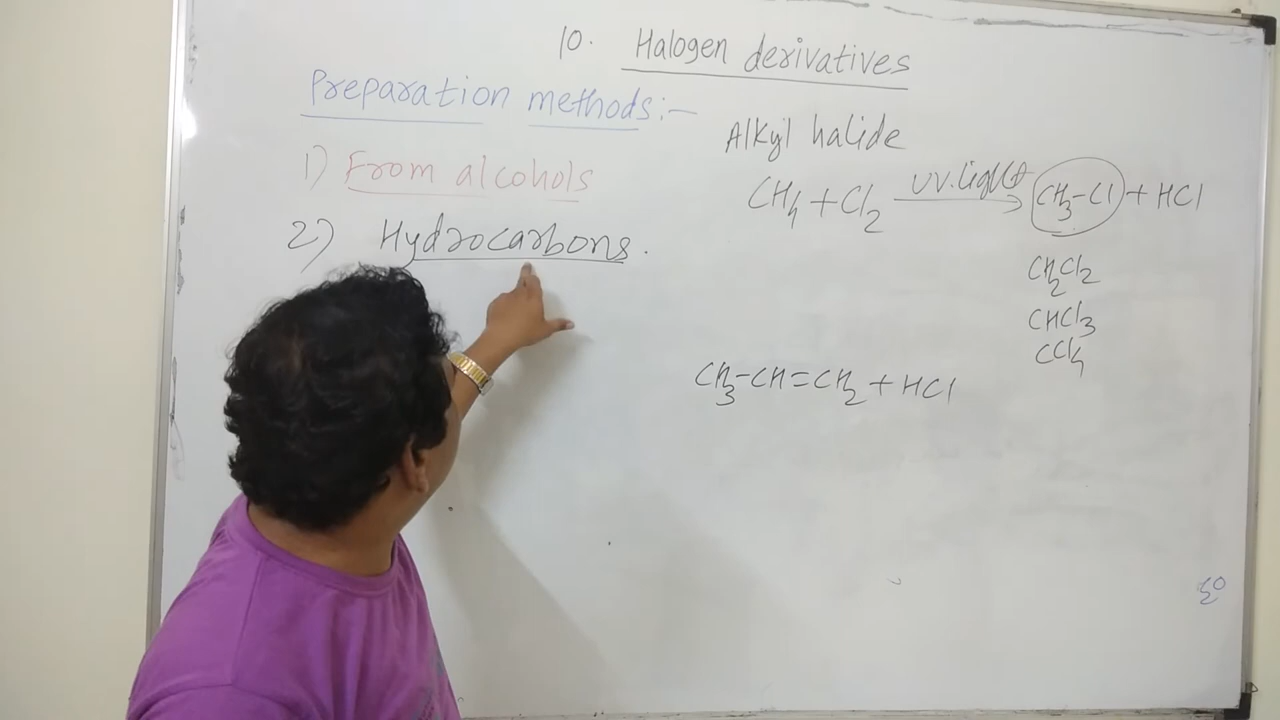 10. Halogen derivatives
Preparation methods:-
1) From alcohols
2) Hydrocarbons.
Alkyl halide
CH4 + Cl2 UV.light CH3-Cl + HCl
CH2Cl2
CHCl3
CCl4
CH3-CH=CH2 + HCl